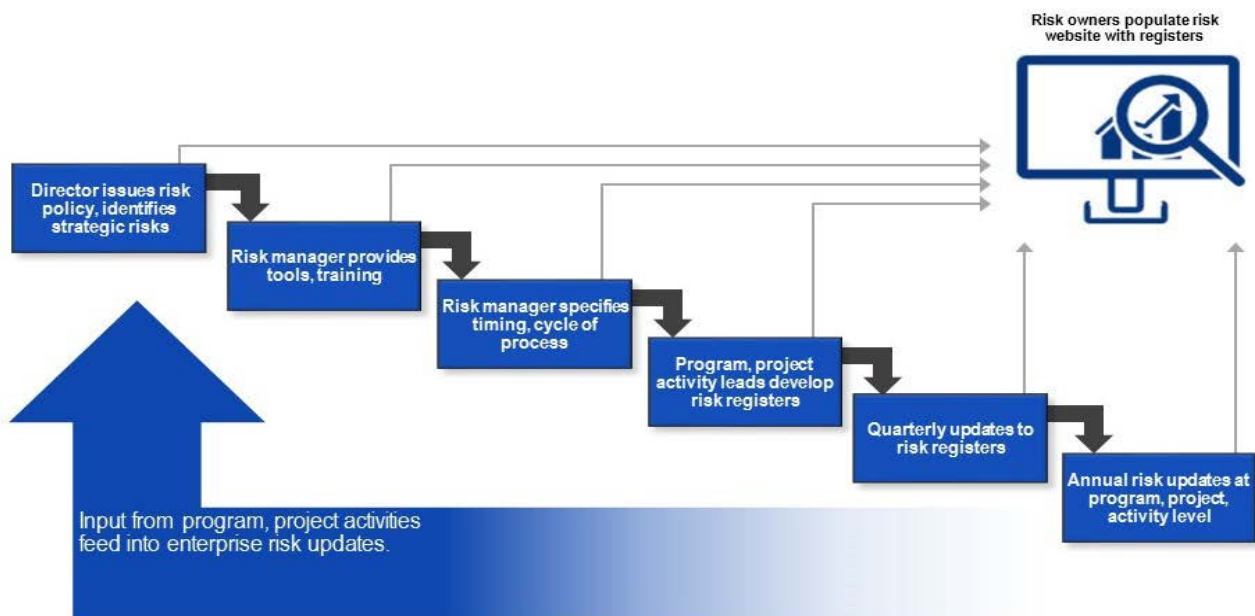 Risk owners populate risk
website with registers
Director issues risk
policy, identifies
strategic risks
Risk manager provides
tools, training
Risk manager specifies
timing, cycle of
process
Program, project
activity leads develop
risk registers
Quarterly updates to
risk registers
Annual risk updates at
program, project,
activity level
Input from program, project activities
feed into enterprise risk updates.